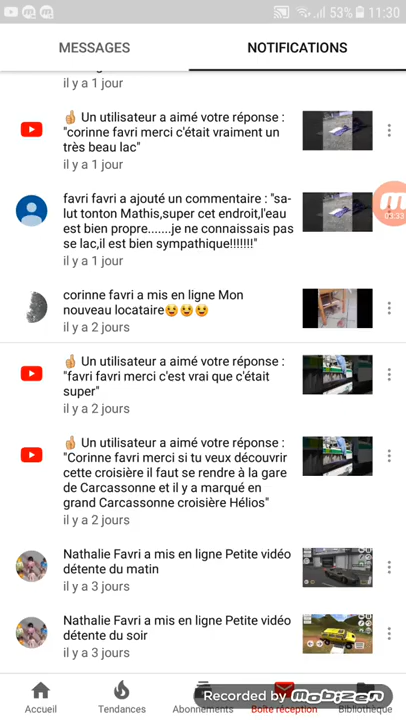 53% 11:30
MESSAGES NOTIFICATIONS
il y a 1 jour
👍 Un utilisateur a aimé votre réponse :
"corinne favri merci c'était vraiment un
très beau lac"
il y a 1 jour
favri favri a ajouté un commentaire : "sa-
lut tonton Mathis,super cet endroit,l'eau
est bien propre.......je ne connaissais pas
se lac,il est bien sympathique!!!!!!!"
il y a 1 jour
03:33
corinne favri a mis en ligne Mon
nouveau locataire😉😉😉
il y a 2 jours
👍 Un utilisateur a aimé votre réponse :
"favri favri merci c'est vrai que c'était
super"
il y a 2 jours
👍 Un utilisateur a aimé votre réponse :
"Corinne favri merci si tu veux découvrir
cette croisière il faut se rendre à la gare
de Carcassonne et il y a marqué en
grand Carcassonne croisière Hélios"
il y a 2 jours
Nathalie Favri a mis en ligne Petite vidéo
détente du matin
il y a 3 jours
Nathalie Favri a mis en ligne Petite vidéo
détente du soir
il y a 3 jours
Recorded by Mobizen
Accueil Tendances Abonnements Boîte réception Bibliothèque